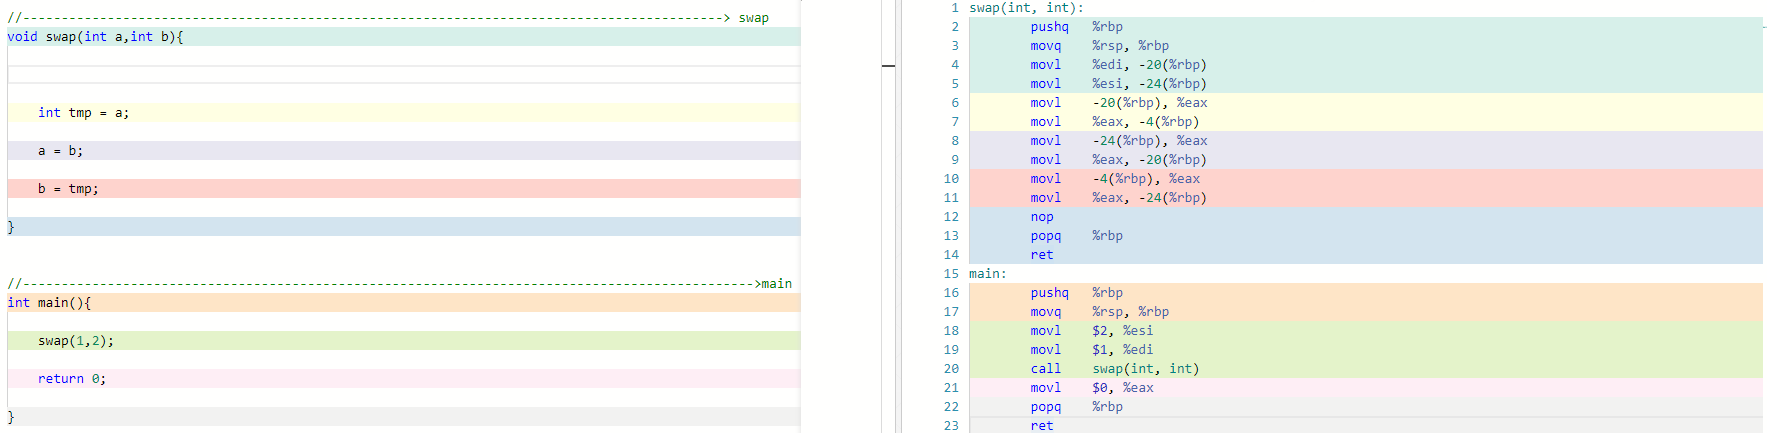 //-------------------------------------------------------------------------------------------> swap
void swap(int a,int b){
int tmp = a;
a = b;
b = tmp;
}
//----------------------------------------------------------------------------------------------->main
int main(){
swap(1,2);
return 0;
}
1 swap(int, int):
2 pushq %rbp
3 movq %rsp, %rbp
4 movl %edi, -20(%rbp)
5 movl %esi, -24(%rbp)
6 movl -20(%rbp), %eax
7 movl %eax, -4(%rbp)
8 movl -24(%rbp), %eax
9 movl %eax, -20(%rbp)
10 movl -4(%rbp), %eax
11 movl %eax, -24(%rbp)
12 nop
13 popq %rbp
14 ret
15 main:
16 pushq %rbp
17 movq %rsp, %rbp
18 movl $2, %esi
19 movl $1, %edi
20 call swap(int, int)
21 movl $0, %eax
22 popq %rbp
23 ret